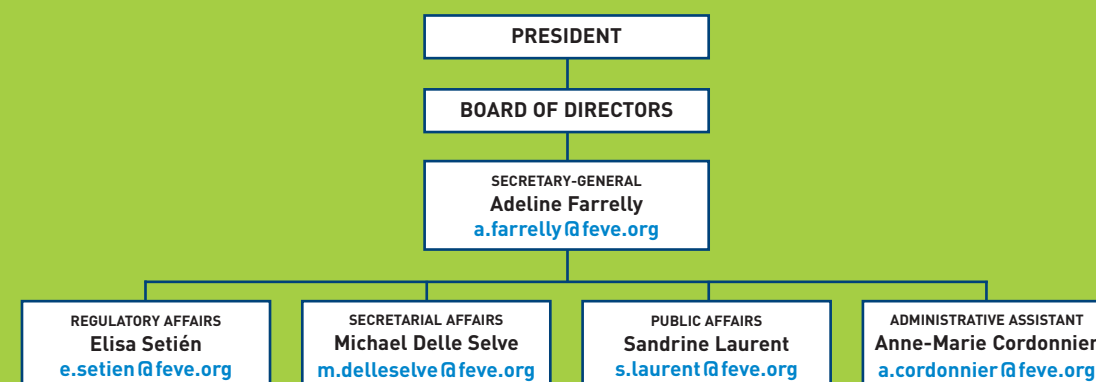 PRESIDENT
BOARD OF DIRECTORS
SECRETARY-GENERAL
Adeline Farrelly
a.farrelly@feve.org
REGULATORY AFFAIRS
Elisa Setién
e.setien@feve.org
SECRETARIAL AFFAIRS
Michael Delle Selve
m.delleselve@feve.org
PUBLIC AFFAIRS
Sandrine Laurent
s.laurent@feve.org
ADMINISTRATIVE ASSISTANT
Anne-Marie Cordonnier
a.cordonnier@feve.org